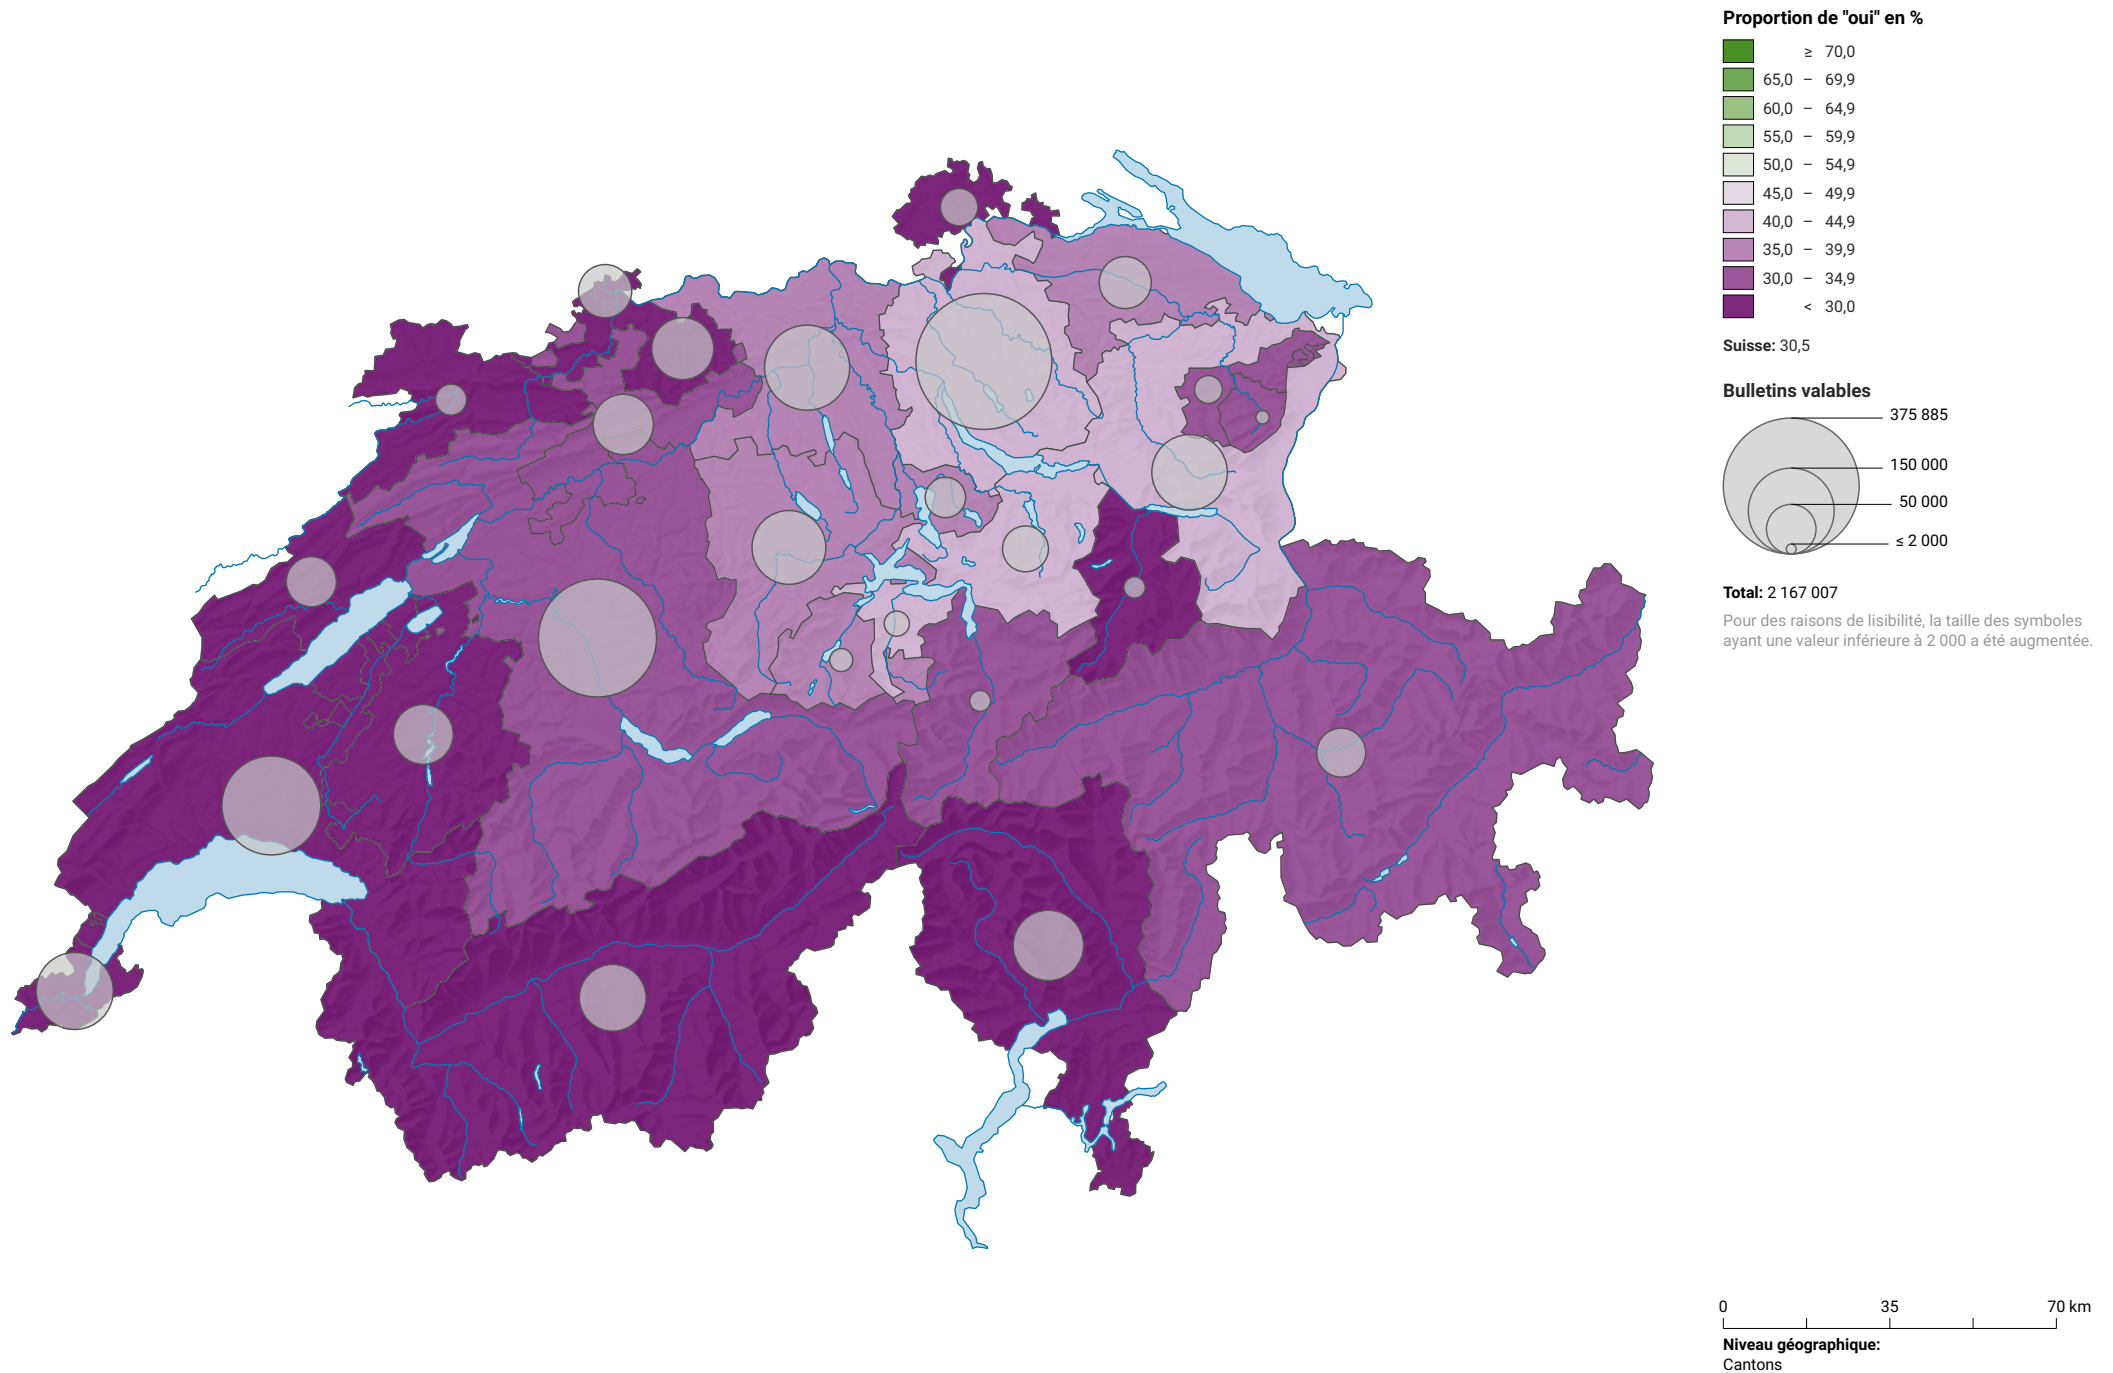 Proportion de "oui" en %
≥ 70,0
65,0 – 69,9
60,0 – 64,9
55,0 – 59,9
50,0 – 54,9
45,0 – 49,9
40,0 – 44,9
35,0 – 39,9
30,0 – 34,9
< 30,0
Suisse: 30,5
Bulletins valables
375 885
150 000
50 000
≤ 2 000
Total: 2 167 007
Pour des raisons de lisibilité, la taille des symboles
ayant une valeur inférieure à 2 000 a été augmentée.
0 35 70 km
Niveau géographique:
Cantons